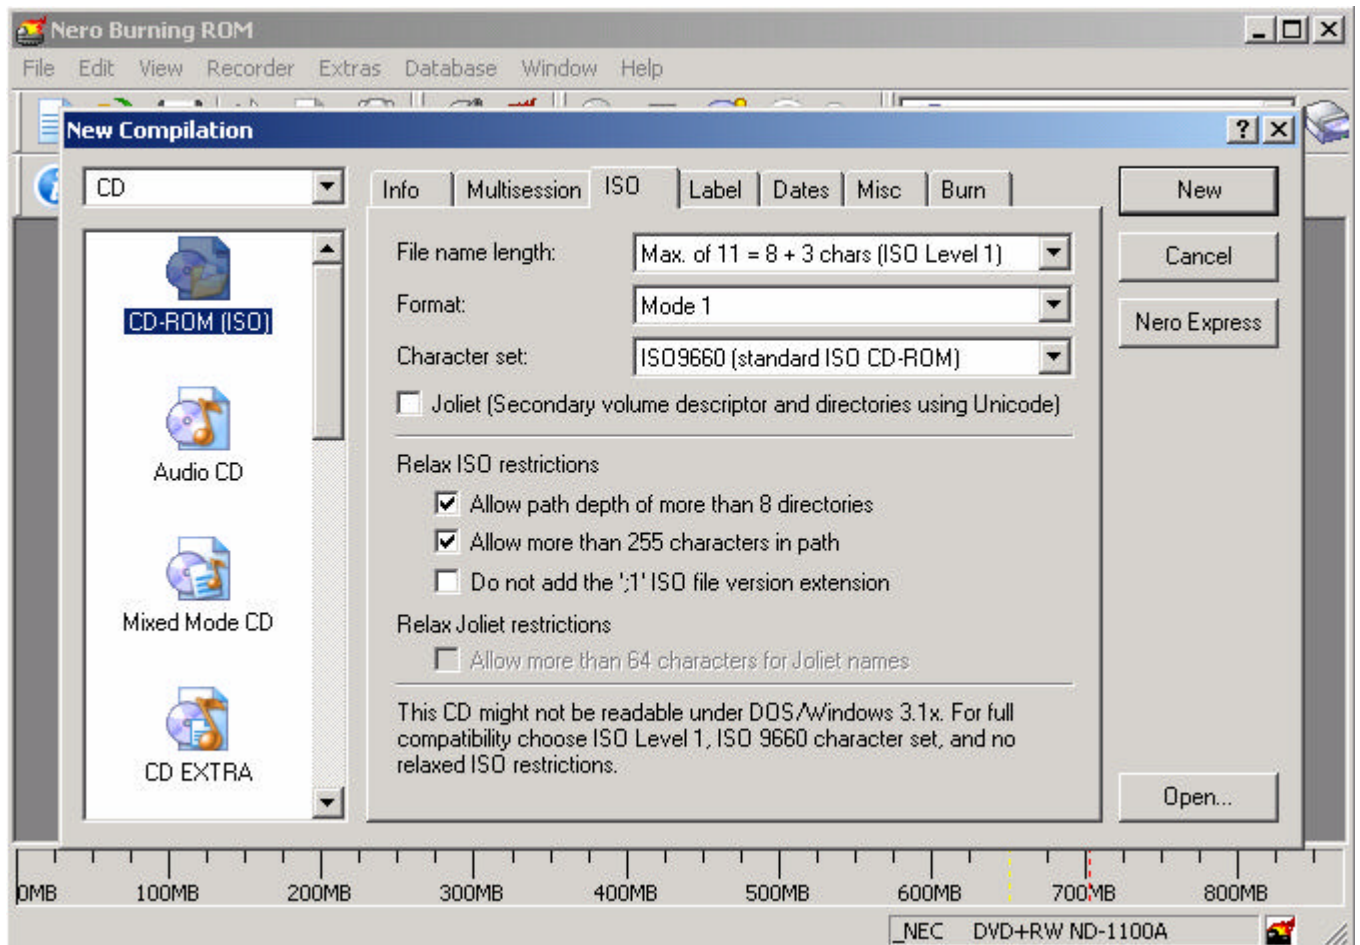 Nero Burning ROM
File Edit View Recorder Extras Database Window Help
New Compilation
CD
Info Multisession ISO Label Dates Misc Burn
New
Cancel
Nero Express
CD-ROM (ISO)
Audio CD
Mixed Mode CD
CD EXTRA
File name length: Max. of 11 = 8 + 3 chars (ISO Level 1)
Format: Mode 1
Character set: ISO9660 (standard ISO CD-ROM)
Joliet (Secondary volume descriptor and directories using Unicode)
Relax ISO restrictions
Allow path depth of more than 8 directories
Allow more than 255 characters in path
Do not add the ';1' ISO file version extension
Relax Joliet restrictions
Allow more than 64 characters for Joliet names
This CD might not be readable under DOS/Windows 3.1x. For full
compatibility choose ISO Level 1, ISO 9660 character set, and no
relaxed ISO restrictions.
Open...
0MB 100MB 200MB 300MB 400MB 500MB 600MB 700MB 800MB
_NEC DVD+RW ND-1100A